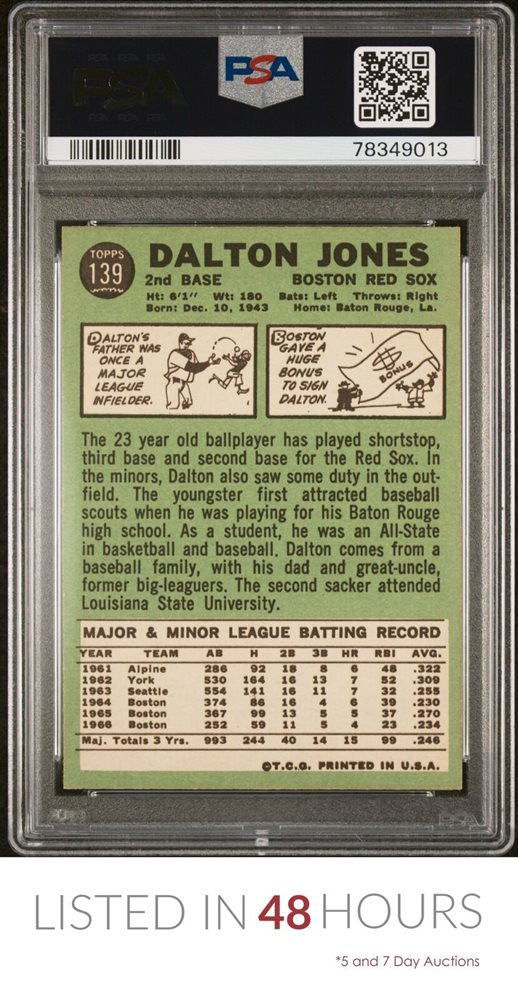 PSA
78349013
TOPPS
139
DALTON JONES
2nd BASE BOSTON RED SOX
Ht: 6'1" Wt: 180 Bats: Left Throws: Right
Born: Dec. 10, 1943 Home: Baton Rouge, La.
DALTON'S
FATHER WAS
ONCE A
MAJOR
LEAGUE
INFIELDER.
BOSTON
GAVE A
HUGE
BONUS
TO SIGN
DALTON.
$
BONUS
The 23 year old ballplayer has played shortstop,
third base and second base for the Red Sox. In
the minors, Dalton also saw some duty in the out-
field. The youngster first attracted baseball
scouts when he was playing for his Baton Rouge
high school. As a student, he was an All-State
in basketball and baseball. Dalton comes from a
baseball family, with his dad and great-uncle,
former big-leaguers. The second sacker attended
Louisiana State University.
MAJOR & MINOR LEAGUE BATTING RECORD
YEAR TEAM AB H 2B 3B HR RBI AVG.
1961 Alpine 286 92 18 8 6 48 .322
1962 York 530 164 16 13 7 52 .309
1963 Seattle 554 141 16 11 7 32 .255
1964 Boston 374 86 16 4 6 39 .230
1965 Boston 367 99 13 5 5 37 .270
1966 Boston 252 59 11 5 4 23 .234
Maj. Totals 3 Yrs. 993 244 40 14 15 99 .246
©T.C.G. PRINTED IN U.S.A.
PSA
LISTED IN 48 HOURS
*5 and 7 Day Auctions